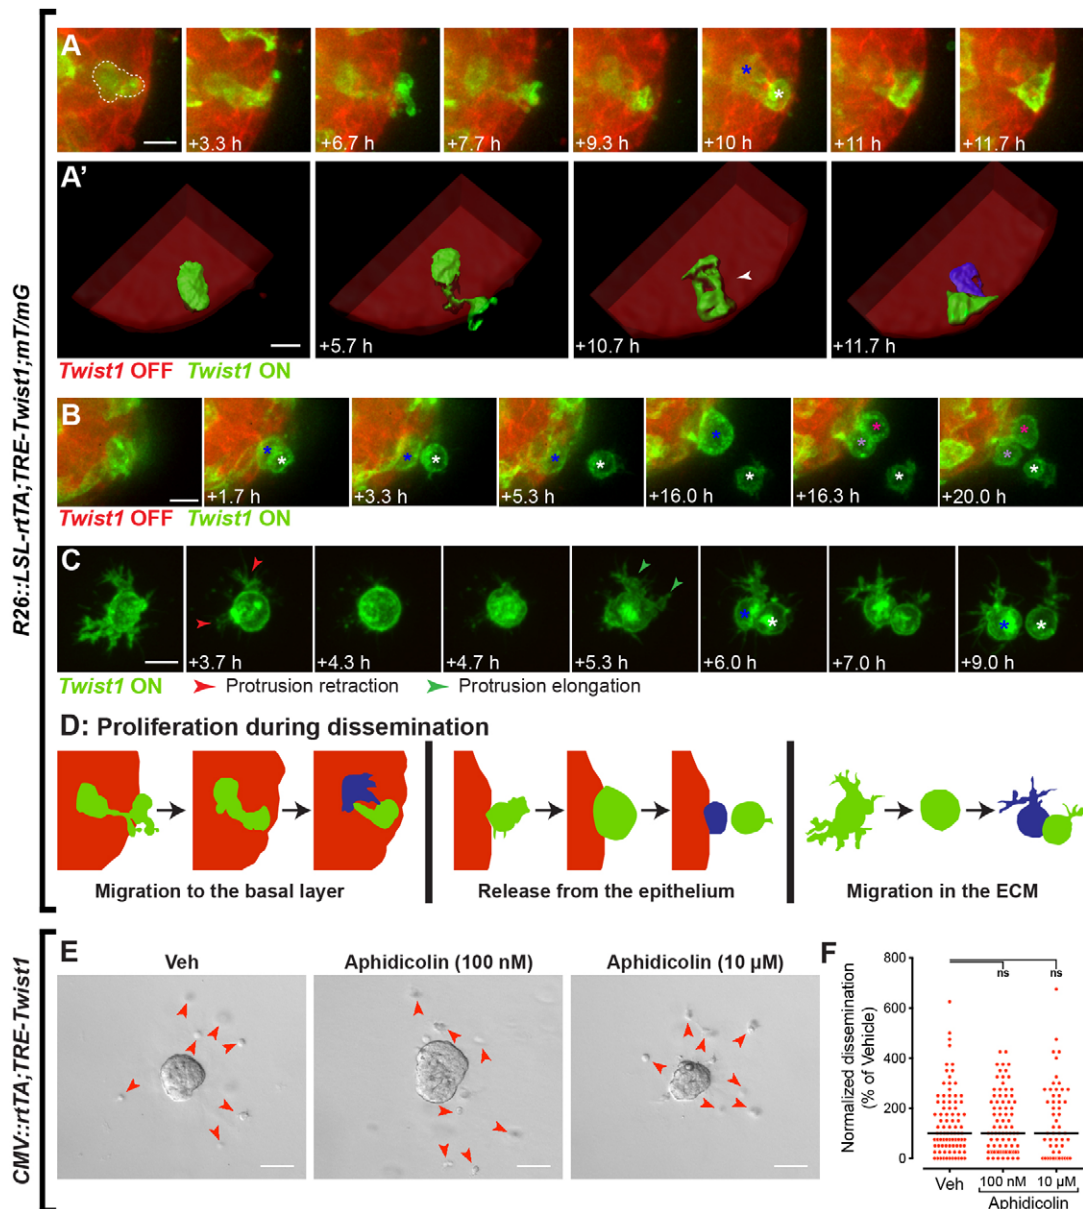 R26::LSL-rtTA;TRE-Twist1;mT/mG
A
+3.3 h
+6.7 h
+7.7 h
+9.3 h
+10 h
+11 h
+11.7 h
A'
+5.7 h
+10.7 h
+11.7 h
Twist1 OFF Twist1 ON
B
+1.7 h
+3.3 h
+5.3 h
+16.0 h
+16.3 h
+20.0 h
Twist1 OFF Twist1 ON
C
+3.7 h
+4.3 h
+4.7 h
+5.3 h
+6.0 h
+7.0 h
+9.0 h
Twist1 ON Protrusion retraction Protrusion elongation
D: Proliferation during dissemination
Migration to the basal layer
Release from the epithelium
Migration in the ECM
CMV::rtTA;TRE-Twist1
E
Veh
Aphidicolin (100 nM)
Aphidicolin (10 µM)
F
Normalized dissemination
(% of Vehicle)
800
600
400
200
0
ns
ns
Veh
100 nM
10 µM
Aphidicolin